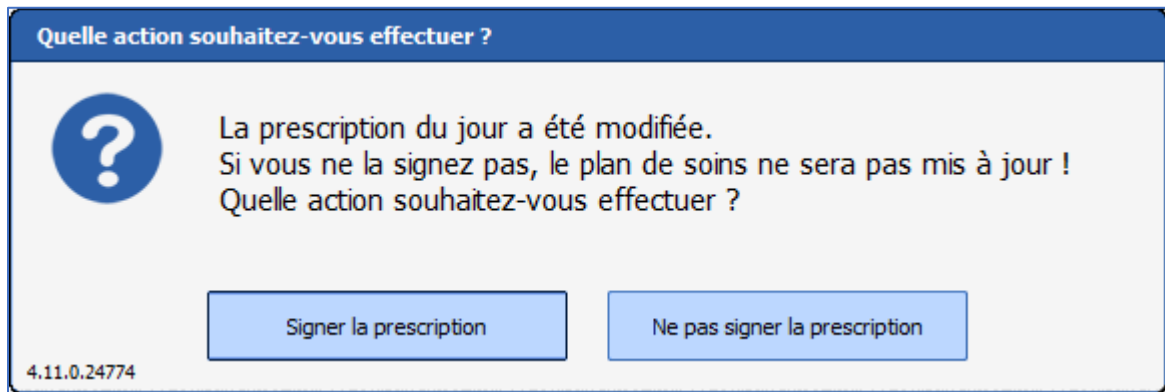 Quelle action souhaitez-vous effectuer ?
La prescription du jour a été modifiée.
Si vous ne la signez pas, le plan de soins ne sera pas mis à jour !
Quelle action souhaitez-vous effectuer ?
Signer la prescription
Ne pas signer la prescription
4.11.0.24774